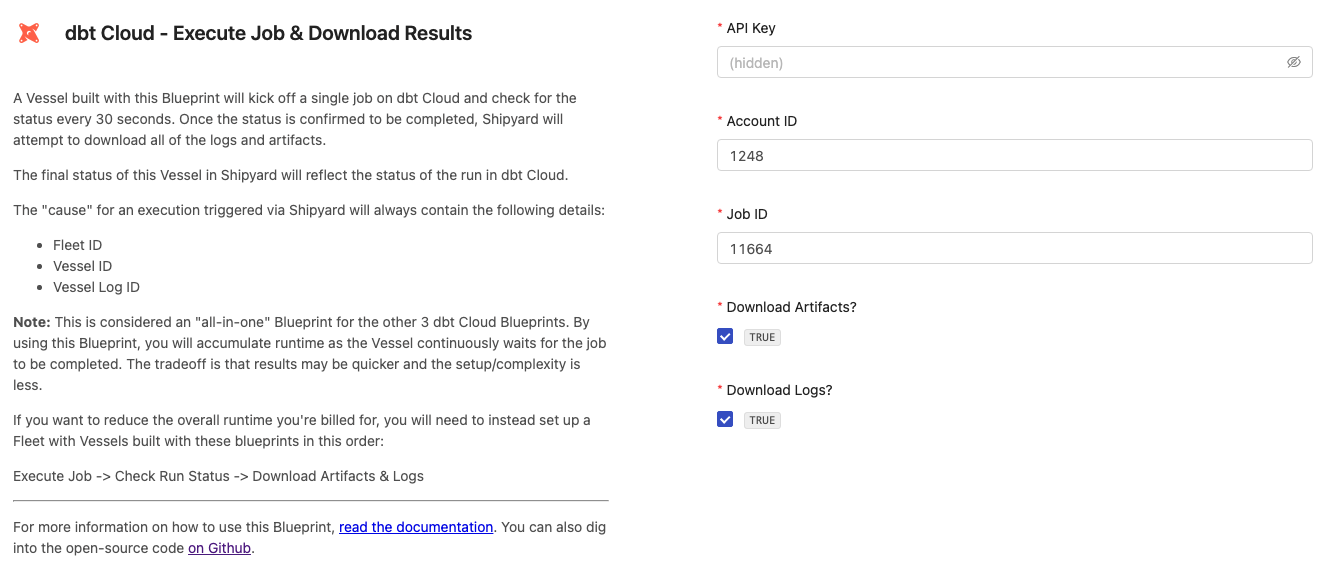 dbt Cloud - Execute Job & Download Results
A Vessel built with this Blueprint will kick off a single job on dbt Cloud and check for the
status every 30 seconds. Once the status is confirmed to be completed, Shipyard will
attempt to download all of the logs and artifacts.
The final status of this Vessel in Shipyard will reflect the status of the run in dbt Cloud.
The "cause" for an execution triggered via Shipyard will always contain the following details:
• Fleet ID
• Vessel ID
• Vessel Log ID
Note: This is considered an "all-in-one" Blueprint for the other 3 dbt Cloud Blueprints. By
using this Blueprint, you will accumulate runtime as the Vessel continuously waits for the job
to be completed. The tradeoff is that results may be quicker and the setup/complexity is
less.
If you want to reduce the overall runtime you're billed for, you will need to instead set up a
Fleet with Vessels built with these blueprints in this order:
Execute Job -> Check Run Status -> Download Artifacts & Logs
For more information on how to use this Blueprint, read the documentation. You can also dig
into the open-source code on Github.
* API Key
(hidden)
* Account ID
1248
* Job ID
11664
* Download Artifacts?
TRUE
* Download Logs?
TRUE